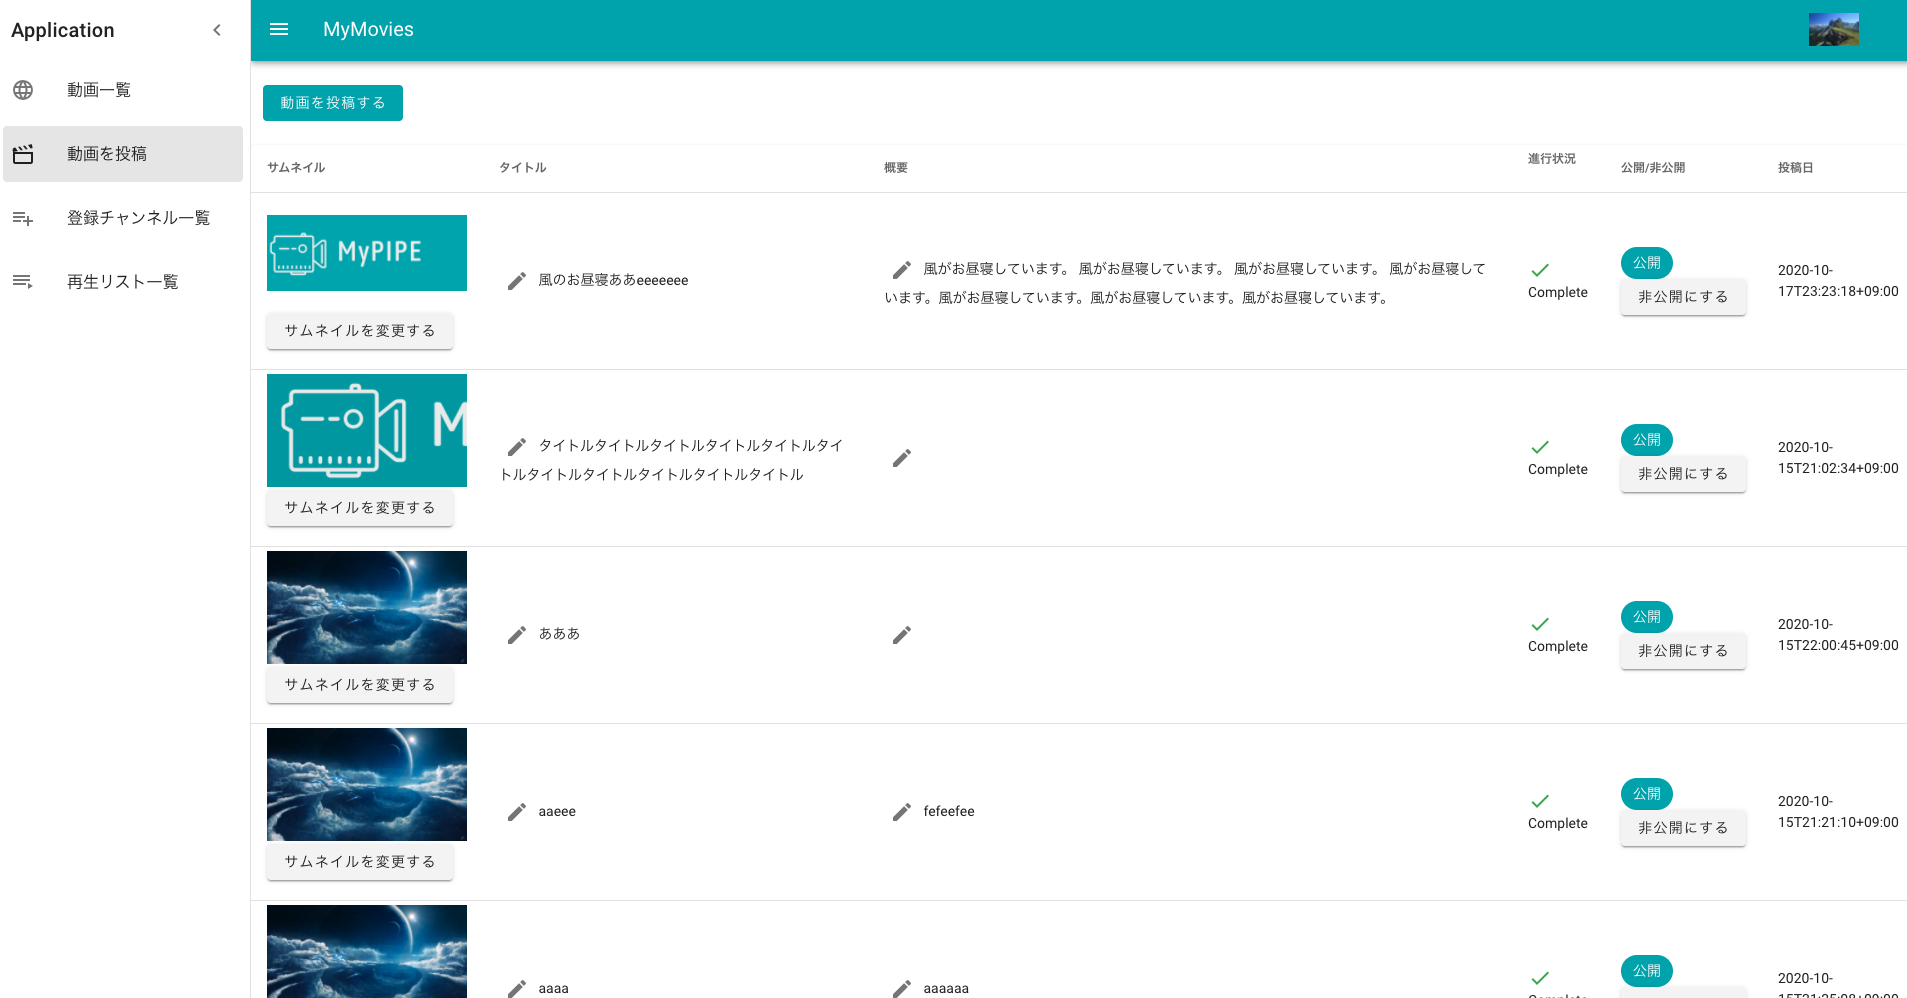 Application
MyMovies
動画一覧
動画を投稿
登録チャンネル一覧
再生リスト一覧
動画を投稿する
サムネイル
タイトル
概要
進行状況
公開/非公開
投稿日
MyPIPE
サムネイルを変更する
風のお昼寝ああeeeeeee
風がお昼寝しています。 風がお昼寝しています。 風がお昼寝しています。 風がお昼寝して
います。風がお昼寝しています。風がお昼寝しています。風がお昼寝しています。
Complete
公開
非公開にする
2020-10-
17T23:23:18+09:00
M
サムネイルを変更する
タイトルタイトルタイトルタイトルタイトルタイ
トルタイトルタイトルタイトルタイトルタイトル
Complete
公開
非公開にする
2020-10-
15T21:02:34+09:00
サムネイルを変更する
あああ
Complete
公開
非公開にする
2020-10-
15T22:00:45+09:00
サムネイルを変更する
aaeee
fefeefee
Complete
公開
非公開にする
2020-10-
15T21:21:10+09:00
aaaa
aaaaaa
公開
2020-10-